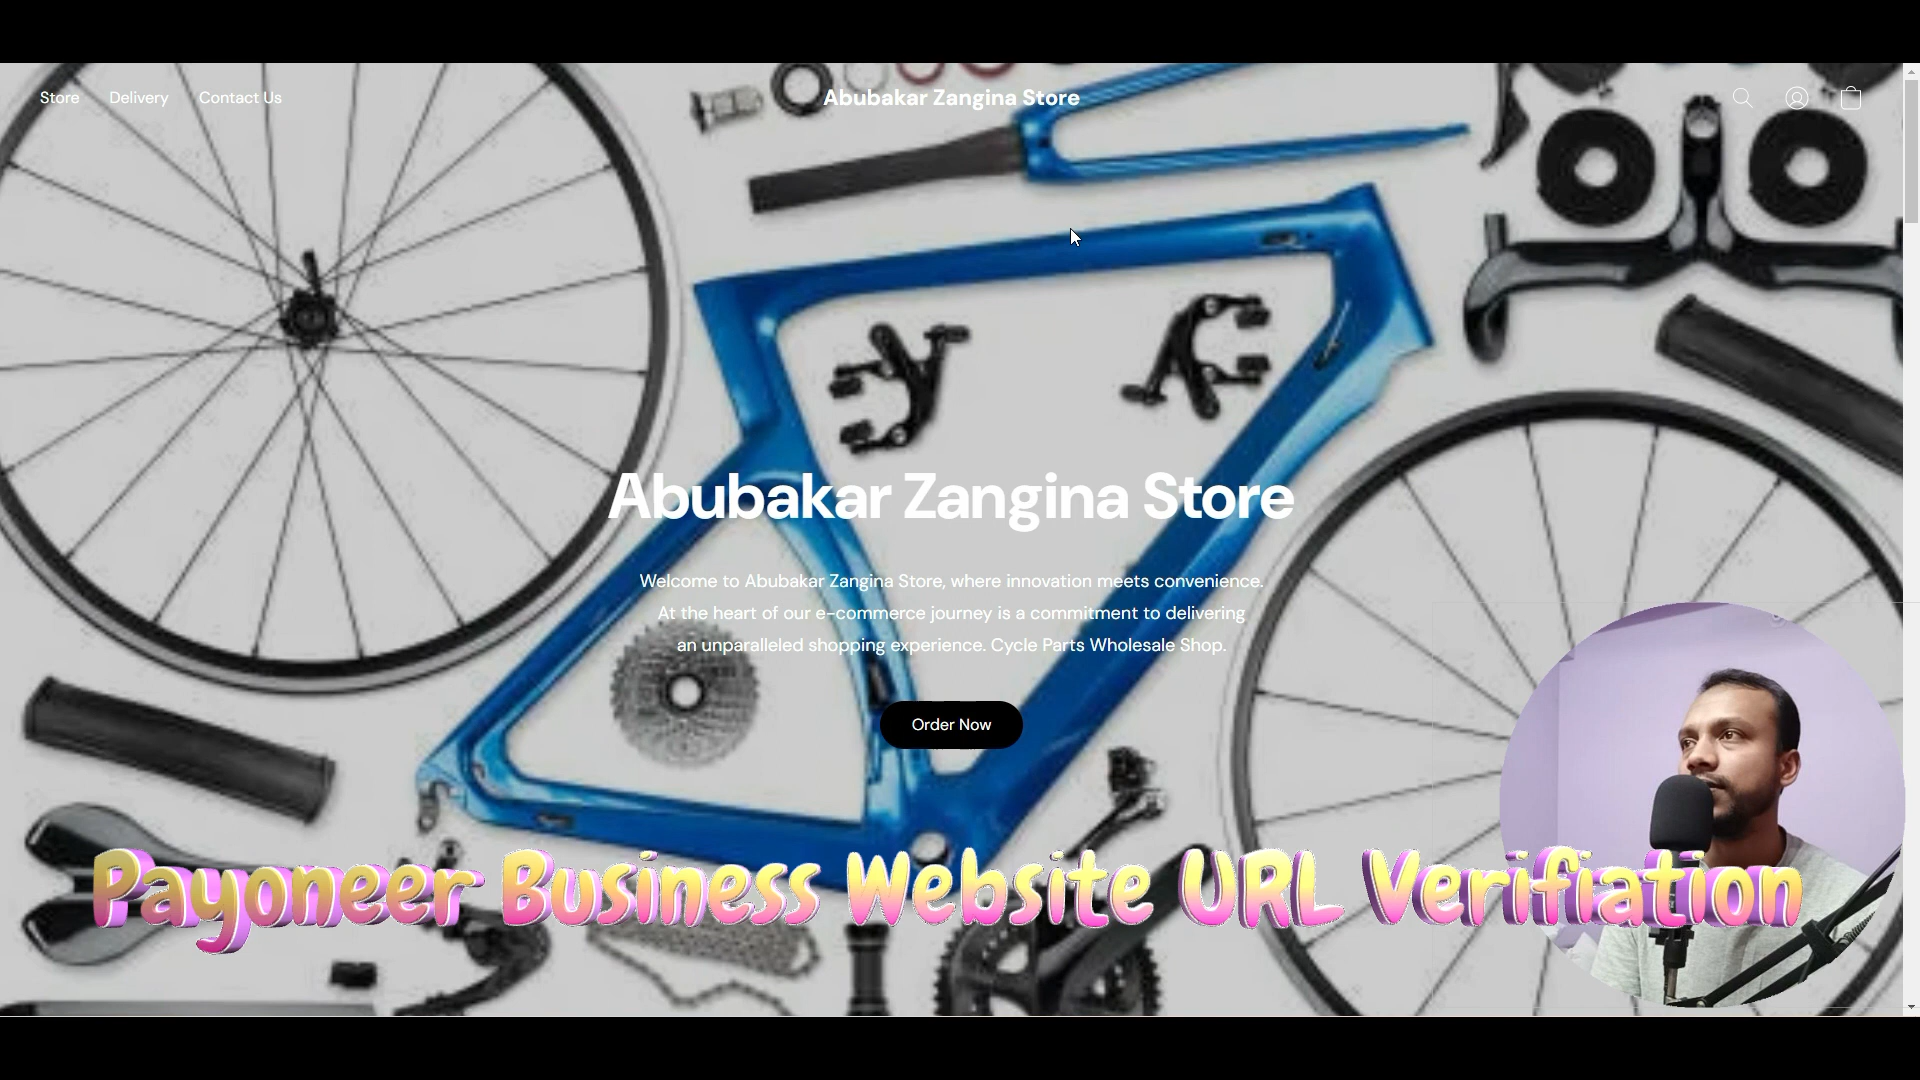 Store Delivery Contact Us Abubakar Zangina Store
Abubakar Zangina Store
Welcome to Abubakar Zangina Store, where innovation meets convenience.
At the heart of our e-commerce journey is a commitment to delivering
an unparalleled shopping experience. Cycle Parts Wholesale Shop.
Order Now
Payoneer Business Website URL Verifiation